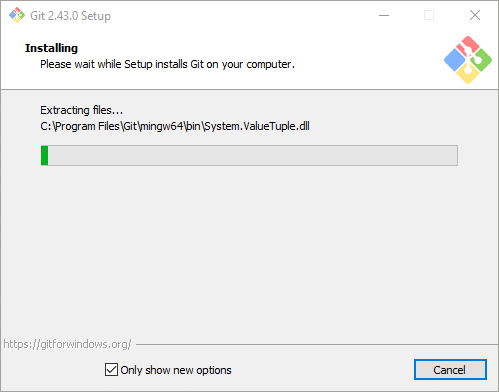 Git 2.43.0 Setup
Installing
Please wait while Setup installs Git on your computer.
Extracting files...
C:\Program Files\Git\mingw64\bin\System.ValueTuple.dll
https://gitforwindows.org/
Only show new options
Cancel